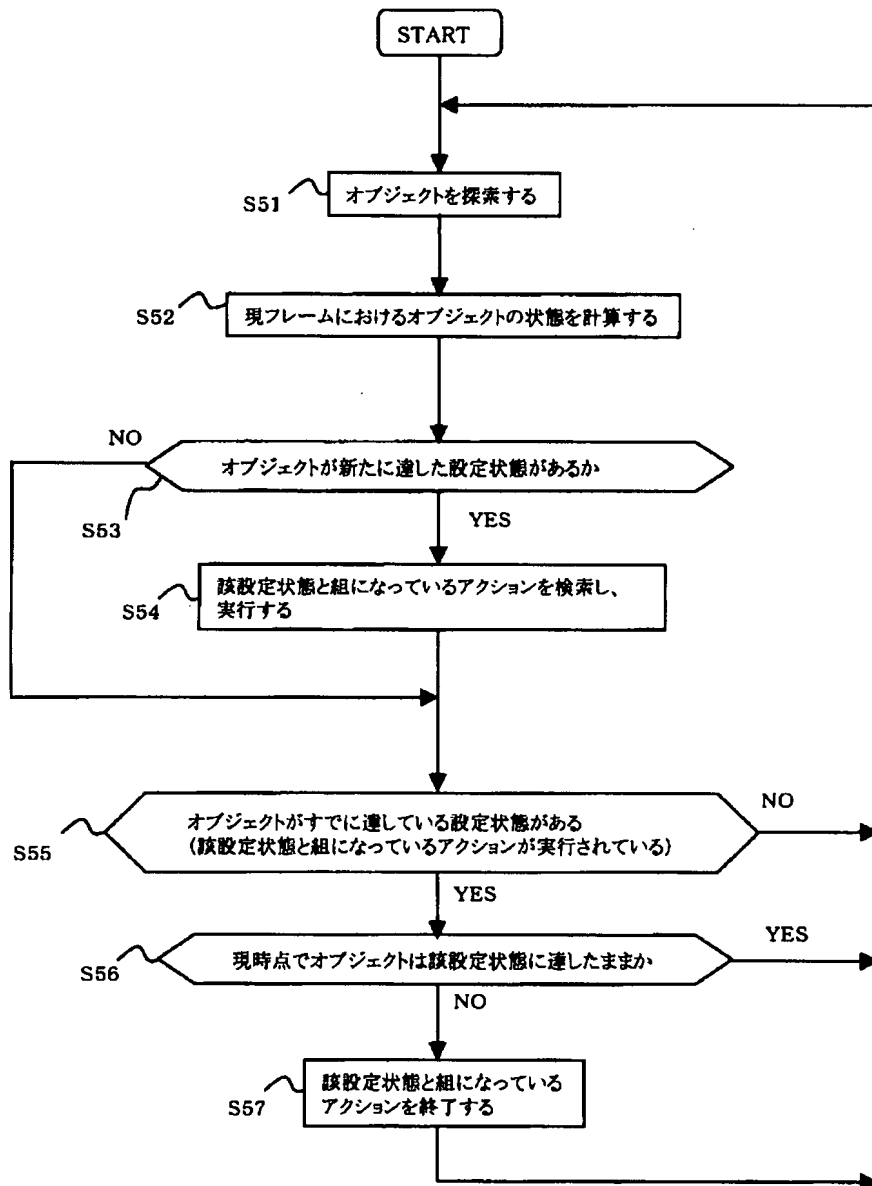 START
S51
オブジェクトを探索する
S52
現フレームにおけるオブジェクトの状態を計算する
NO
オブジェクトが新たに達した設定状態があるか
S53
YES
該設定状態と組になっているアクションを検索し、
実行する
S54
NO
オブジェクトがすでに達している設定状態がある
(該設定状態と組になっているアクションが実行されている)
S55
YES
YES
現時点でオブジェクトは該設定状態に達したままか
S56
NO
該設定状態と組になっている
アクションを終了する
S57